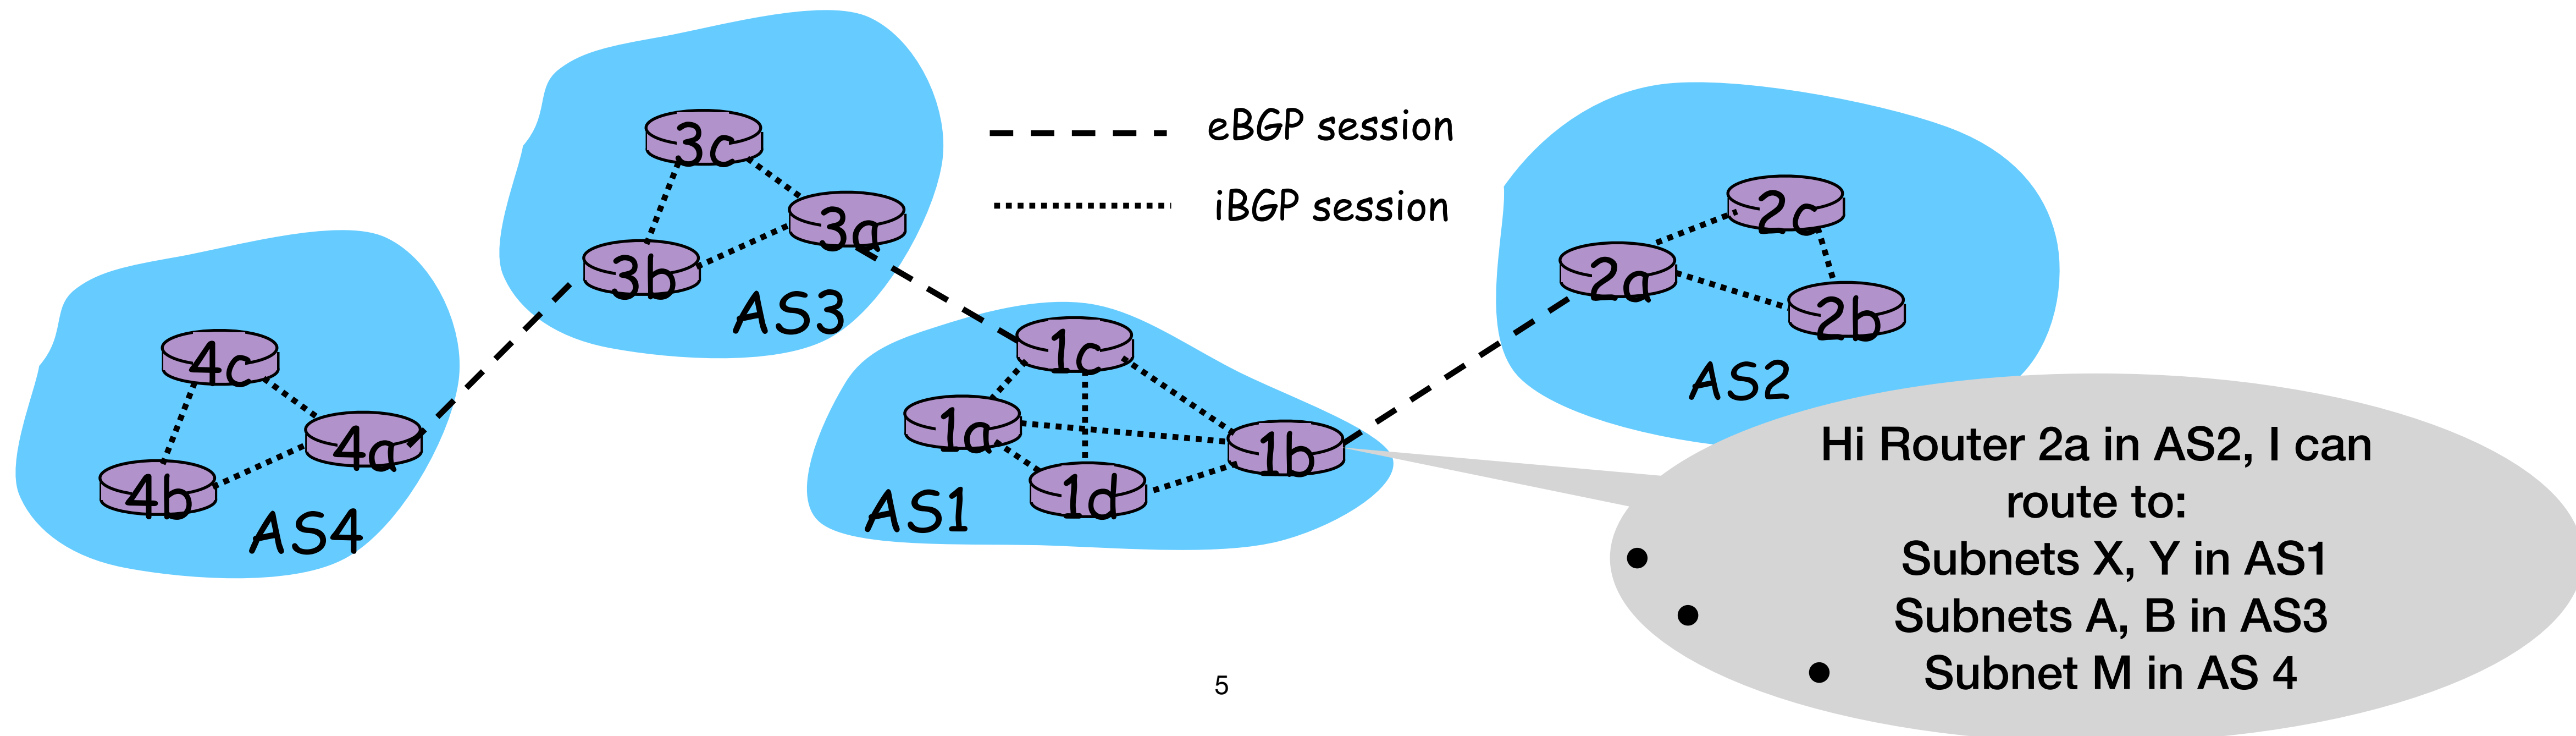 3c
eBGP session
3a
iBGP session
2c
3b
2a
AS3
2b
4c
1c
AS2
4a
1a
1b
4b
1d
AS1
AS4
Hi Router 2a in AS2, I can
route to:
• Subnets X, Y in AS1
• Subnets A, B in AS3
• Subnet M in AS 4
5